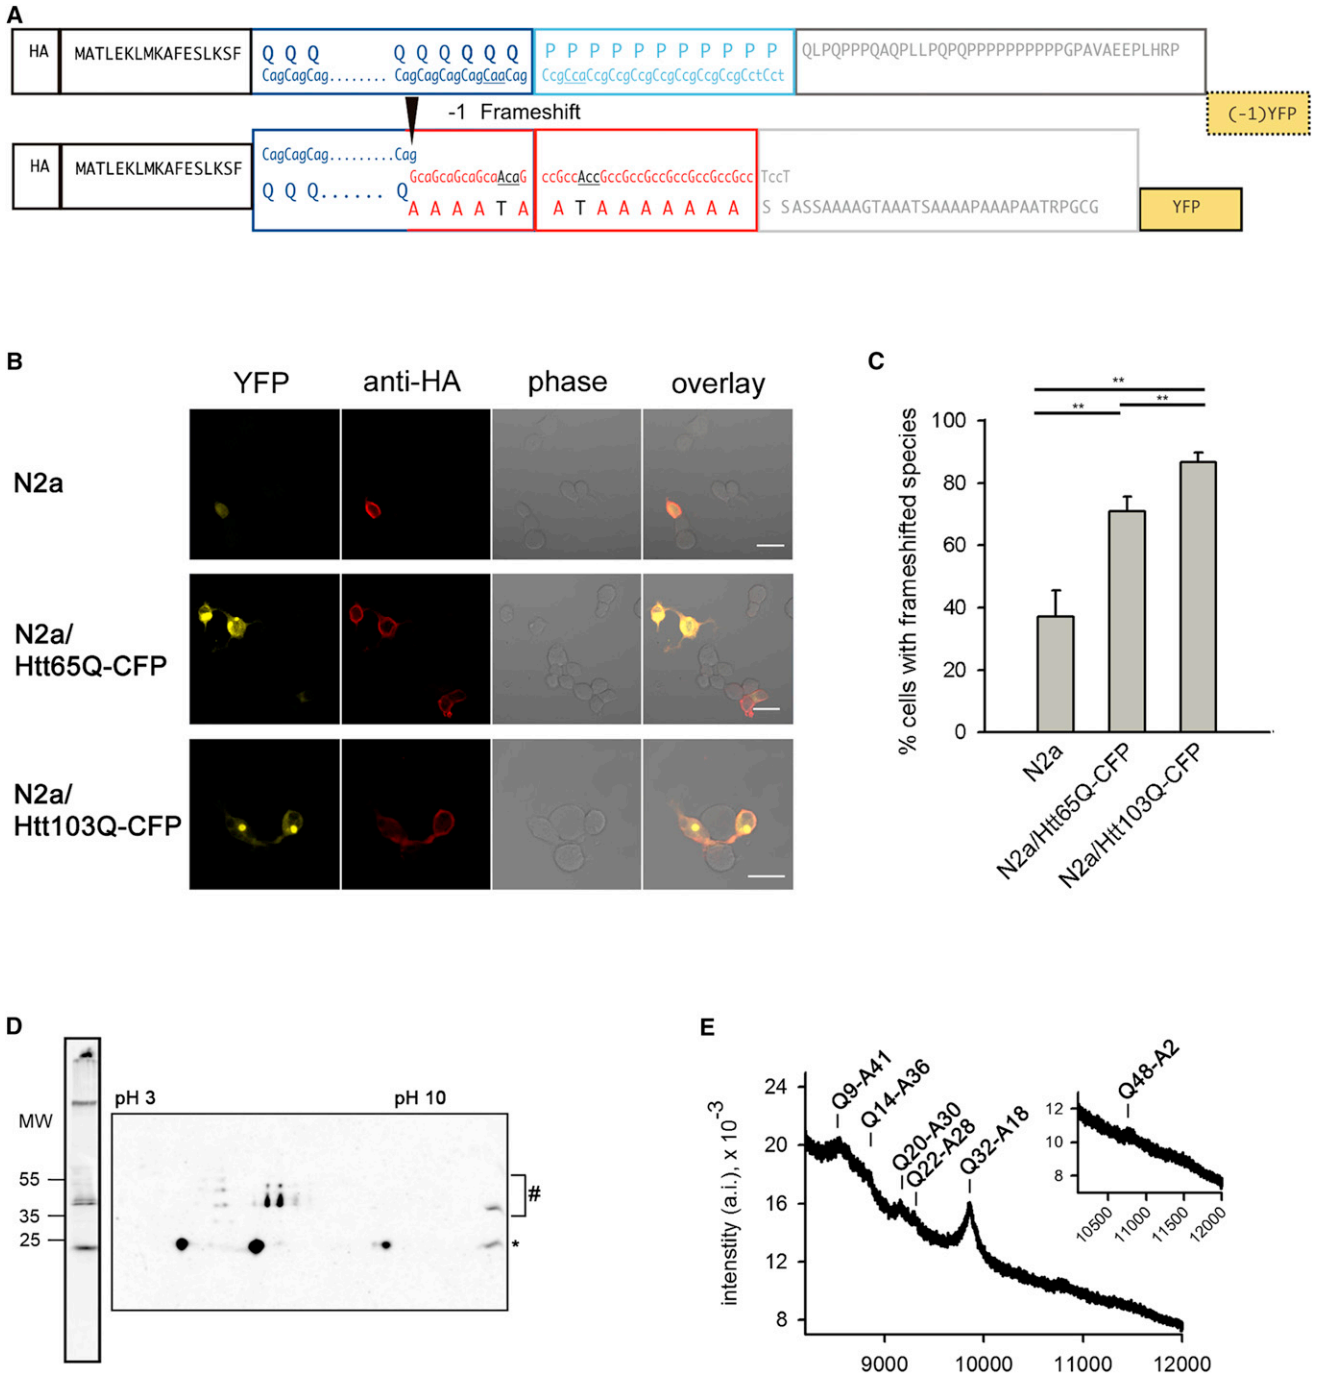 A
HA MATLEKLMKAFESLKSF Q Q Q Q Q Q Q Q Q P P P P P P P P P P P QLPQPPPQAQPLLPQPQPPPPPPPPPPGPAVAEEPLHRP
CagCagCag........ CagCagCagCagCaaCag CcgCcaCcgCcgCcgCcgCcgCcgCcgCctCct
-1 Frameshift (-1)YFP
HA MATLEKLMKAFESLKSF CagCagCag.........Cag
GcaGcaGcaGcaAcaG ccGccAccGccGccGccGccGccGccGcc TccT
Q Q Q...... Q A A A A T A A T A A A A A A A S SASSAAAAGTAAATSAAAAPAAAPAATRPGCG YFP
B
YFP anti-HA phase overlay
N2a
N2a/
Htt65Q-CFP
N2a/
Htt103Q-CFP
C
% cells with frameshifted species
**
** **
100
80
60
40
20
0
N2a
N2a/Htt65Q-CFP
N2a/Htt103Q-CFP
D
MW
pH 3 pH 10
55
35
25
#
*
E
intenstity (a.i.), x 10-3
24
20
16
12
8
Q9-A41
Q14-A36
Q20-A30
Q22-A28
Q32-A18
Q48-A2
12
10
8
10500 11000 11500 12000
9000 10000 11000 12000